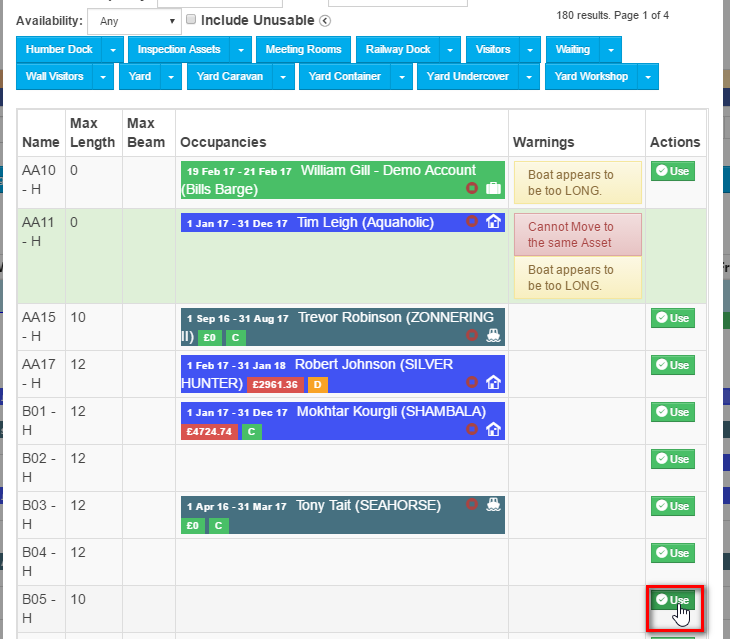 Availability: Any Include Unusable 180 results. Page 1 of 4
Humber Dock Inspection Assets Meeting Rooms Railway Dock Visitors Waiting
Wall Visitors Yard Yard Caravan Yard Container Yard Undercover Yard Workshop
Max Max
Name Length Beam Occupancies Warnings Actions
AA10 0 19 Feb 17 - 21 Feb 17 William Gill - Demo Account Boat appears to Use
- H (Bills Barge) be too LONG.
AA11 0 1 Jan 17 - 31 Dec 17 Tim Leigh (Aquaholic) Cannot Move to
- H the same Asset
Boat appears to
be too LONG.
AA15 10 1 Sep 16 - 31 Aug 17 Trevor Robinson (ZONNERING Use
- H II) £0 C
AA17 12 1 Feb 17 - 31 Jan 18 Robert Johnson (SILVER Use
- H HUNTER) £2961.36 D
B01 - 12 1 Jan 17 - 31 Dec 17 Mokhtar Kourgli (SHAMBALA) Use
H £4724.74 C
B02 - 12 Use
H
B03 - 12 1 Apr 16 - 31 Mar 17 Tony Tait (SEAHORSE) Use
H £0 C
B04 - 12 Use
H
B05 - 10 Use
H